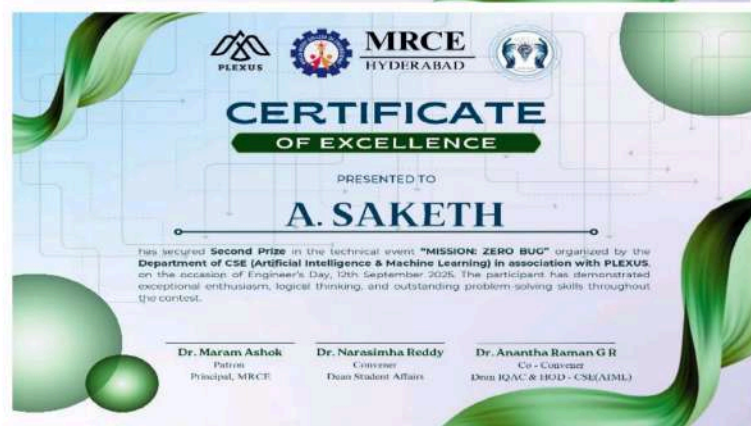 PLEXUS
MRCE
HYDERABAD
CERTIFICATE
OF EXCELLENCE
PRESENTED TO
A. SAKETH
has secured Second Prize in the technical event "MISSION: ZERO BUG" organized by the
Department of CSE (Artificial Intelligence & Machine Learning) in association with PLEXUS,
on the occasion of Engineer's Day, 12th September 2025. The participant has demonstrated
exceptional enthusiasm, logical thinking, and outstanding problem-solving skills throughout
the contest.
Dr. Maram Ashok
Patron
Principal, MRCE
Dr. Narasimha Reddy
Convener
Dean Student Affairs
Dr. Anantha Raman G R
Co - Convener
Dean IQAC & HOD - CSE(AIML)